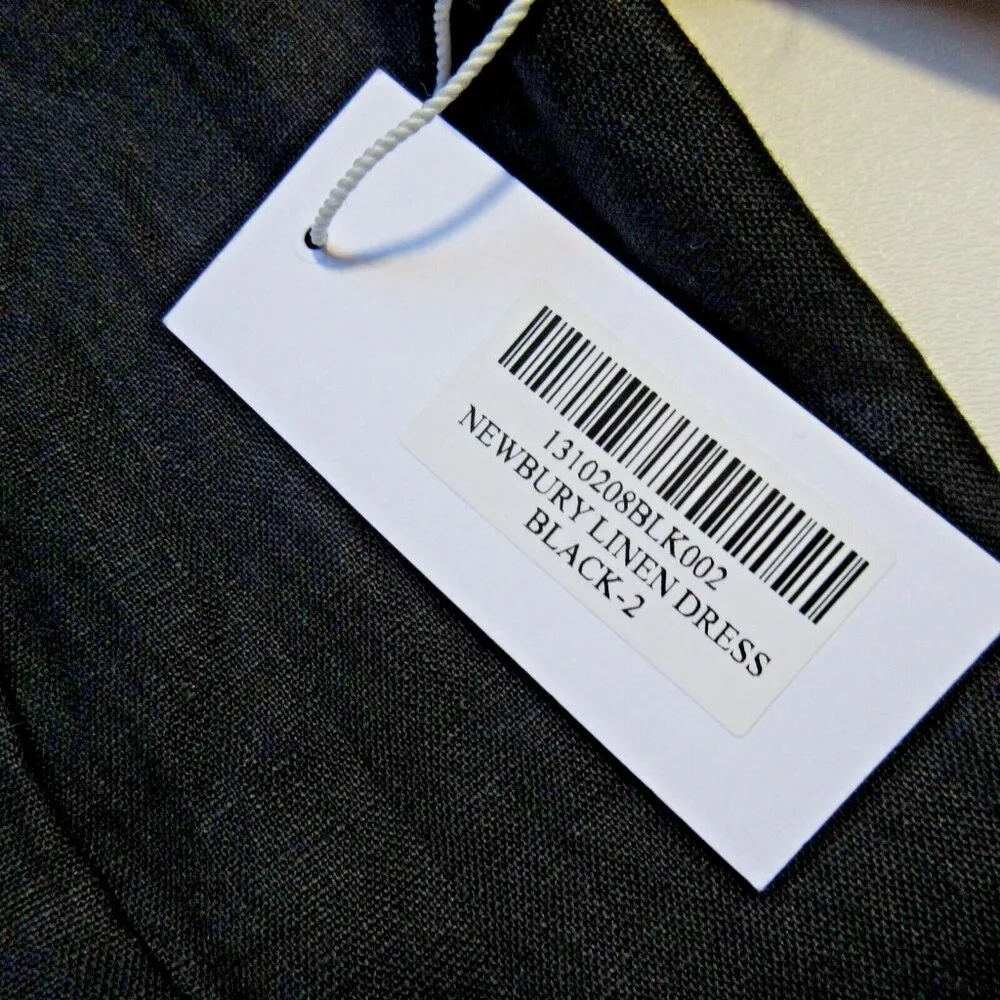 1310208BLK002
NEWBURY LINEN DRESS
BLACK-2